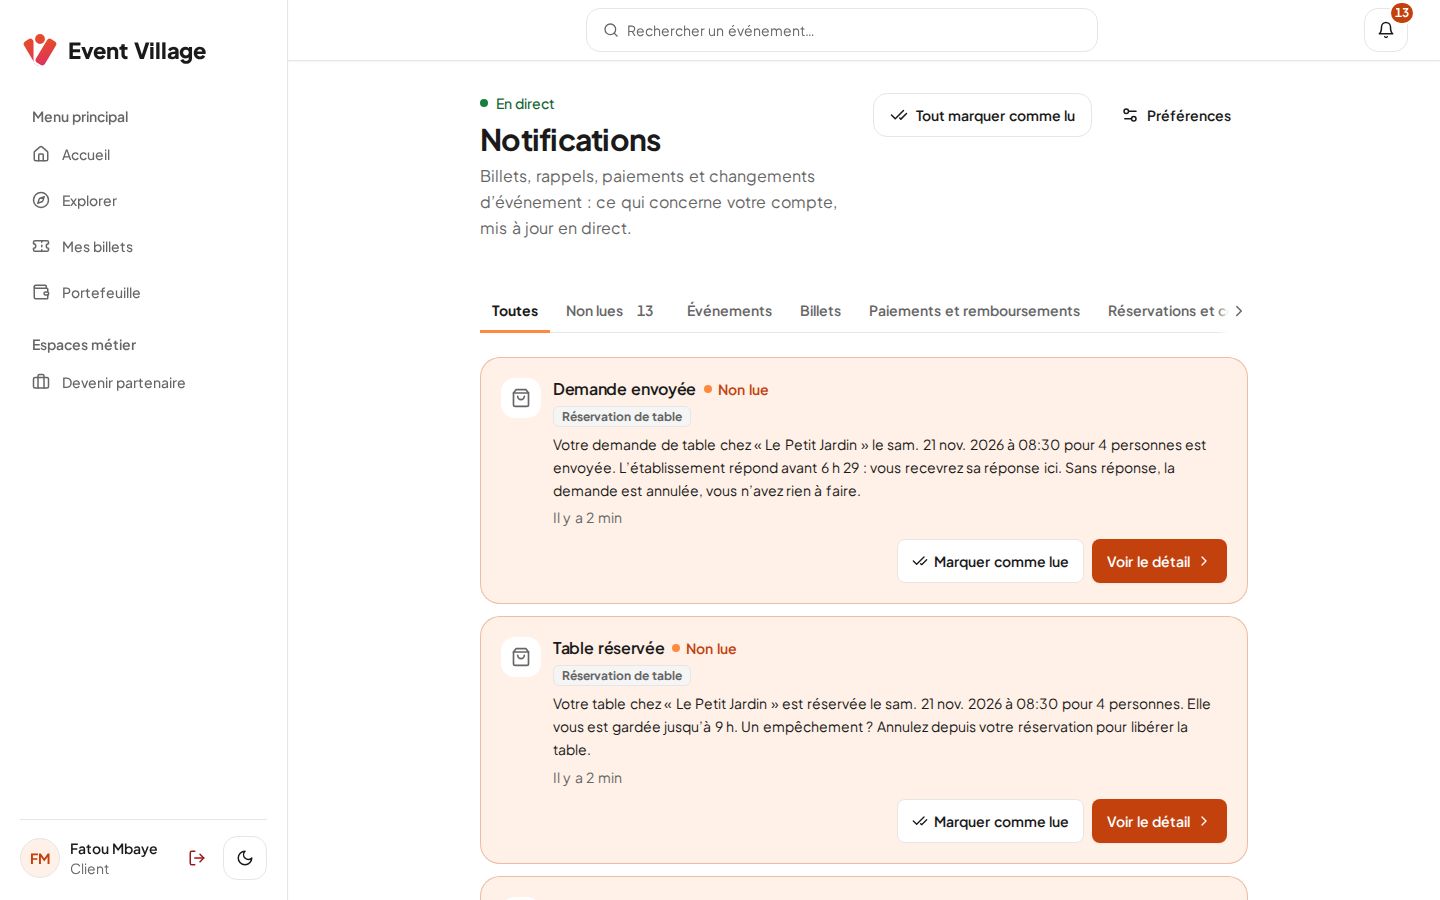 Event Village
Menu principal
Accueil
Explorer
Mes billets
Portefeuille
Espaces métier
Devenir partenaire
FM
Fatou Mbaye
Client
Rechercher un événement...
13
En direct
Notifications
Billets, rappels, paiements et changements
d’événement : ce qui concerne votre compte,
mis à jour en direct.
Tout marquer comme lu
Préférences
Toutes
Non lues 13
Événements
Billets
Paiements et remboursements
Réservations et c
Demande envoyée
Non lue
Réservation de table
Votre demande de table chez « Le Petit Jardin » le sam. 21 nov. 2026 à 08:30 pour 4 personnes est
envoyée. L’établissement répond avant 6 h 29 : vous recevrez sa réponse ici. Sans réponse, la
demande est annulée, vous n’avez rien à faire.
Il y a 2 min
Marquer comme lue
Voir le détail
Table réservée
Non lue
Réservation de table
Votre table chez « Le Petit Jardin » est réservée le sam. 21 nov. 2026 à 08:30 pour 4 personnes. Elle
vous est gardée jusqu’à 9 h. Un empêchement ? Annulez depuis votre réservation pour libérer la
table.
Il y a 2 min
Marquer comme lue
Voir le détail